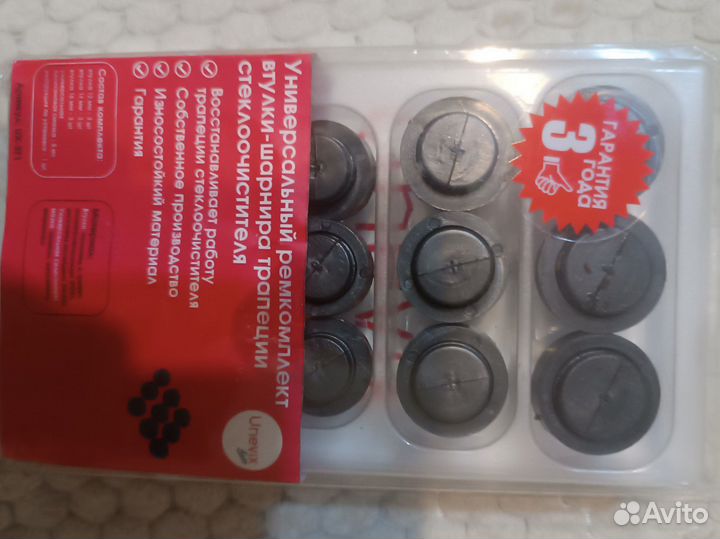 Универсальный ремкомплект
втулки-шарнира трапеции
стеклоочистителя
Восстанавливает работу
трапеции стеклоочистителя
Собственное производство
Износостойкий материал
Гарантия
Состав комплекта:
ГАРАНТИЯ
3
ГОДА
Unevix
Avito